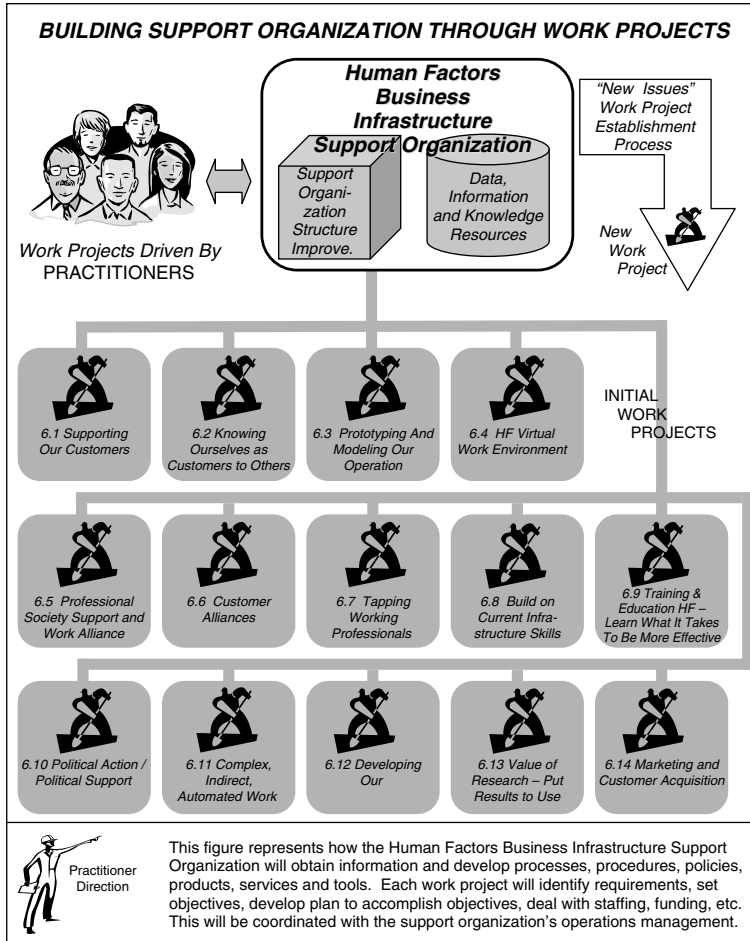 BUILDING SUPPORT ORGANIZATION THROUGH WORK PROJECTS
Human Factors
Business
Infrastructure
Support Organization
Support
Organi-
zation
Structure
Improve.
Data,
Information
and Knowledge
Resources
"New Issues"
Work Project
Establishment
Process
New
Work
Project
Work Projects Driven By
PRACTITIONERS
6.1 Supporting
Our Customers
6.2 Knowing
Ourselves as
Customers to Others
6.3 Prototyping And
Modeling Our
Operation
6.4 HF Virtual
Work Environment
INITIAL
WORK
PROJECTS
6.5 Professional
Society Support and
Work Alliance
6.6 Customer
Alliances
6.7 Tapping
Working
Professionals
6.8 Build on
Current Infra-
structure Skills
6.9 Training &
Education HF –
Learn What It Takes
To Be More Effective
6.10 Political Action /
Political Support
6.11 Complex,
Indirect,
Automated Work
6.12 Developing
Our
6.13 Value of
Research – Put
Results to Use
6.14 Marketing and
Customer Acquisition
Practitioner
Direction
This figure represents how the Human Factors Business Infrastructure Support
Organization will obtain information and develop processes, procedures, policies,
products, services and tools. Each work project will identify requirements, set
objectives, develop plan to accomplish objectives, deal with staffing, funding, etc.
This will be coordinated with the support organization's operations management.